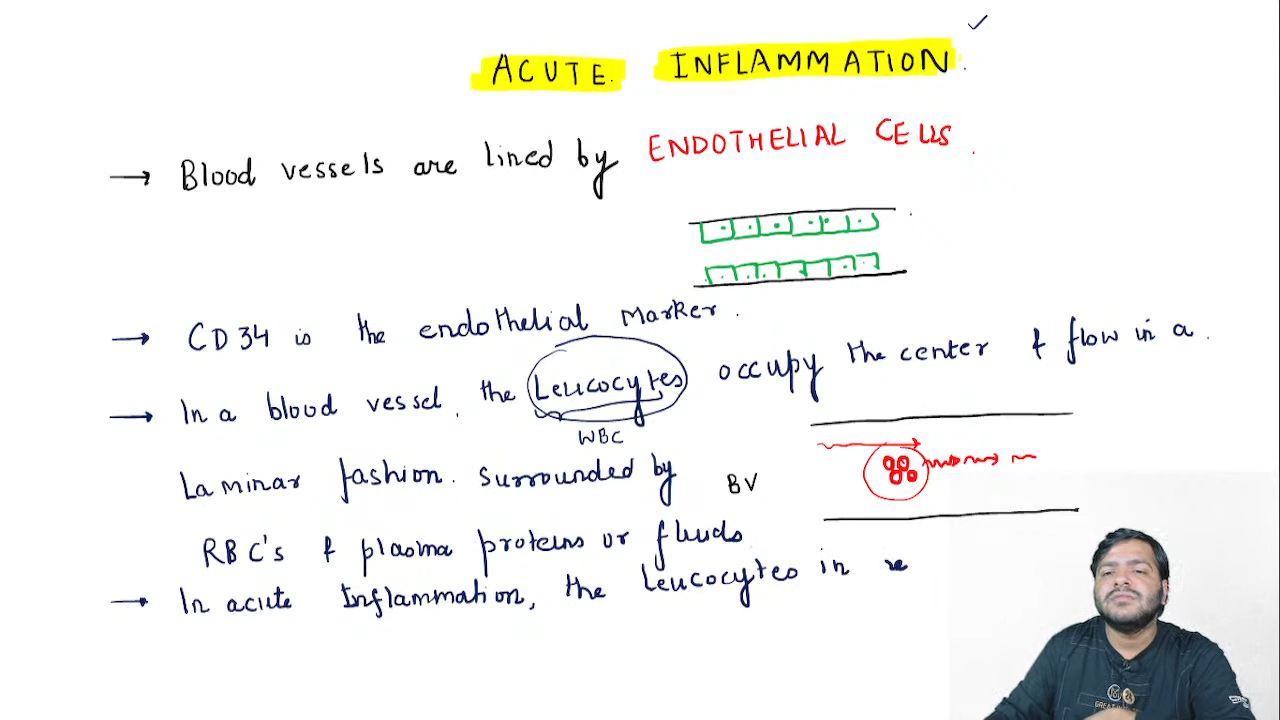 ACUTE. INFLAMMATION.
→ Blood vessels are lined by ENDOTHELIAL CELLS.
→ CD34 is the endothelial Marker.
→ In a blood vessel, the Leucocytes occupy the center & flow in a
WBC
Laminar fashion. surrounded by
BV
RBC's & plasma proteins or fluids
→ In acute Inflammation, the Leucocytes in